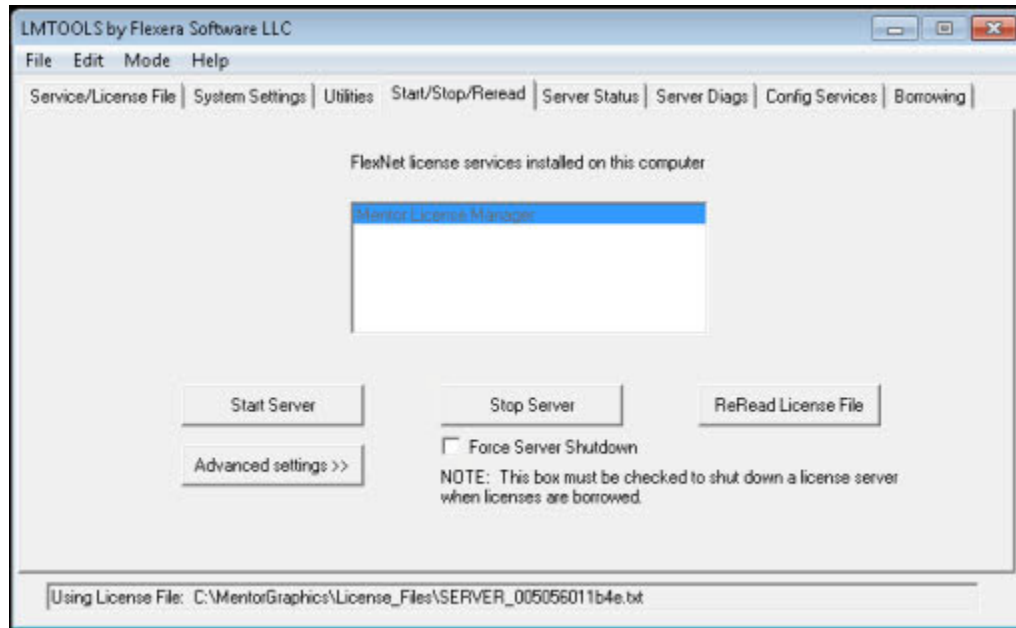 LMTOOLS by Flexera Software LLC
File Edit Mode Help
Service/License File System Settings Utilities Start/Stop/Reread Server Status Server Diags Config Services Borrowing
FlexNet license services installed on this computer
Mentor License Manager
Start Server Stop Server ReRead License File
Force Server Shutdown
Advanced settings >>
NOTE: This box must be checked to shut down a license server
when licenses are borrowed.
Using License File: C:\MentorGraphics\License_Files\SERVER_005056011b4e.txt